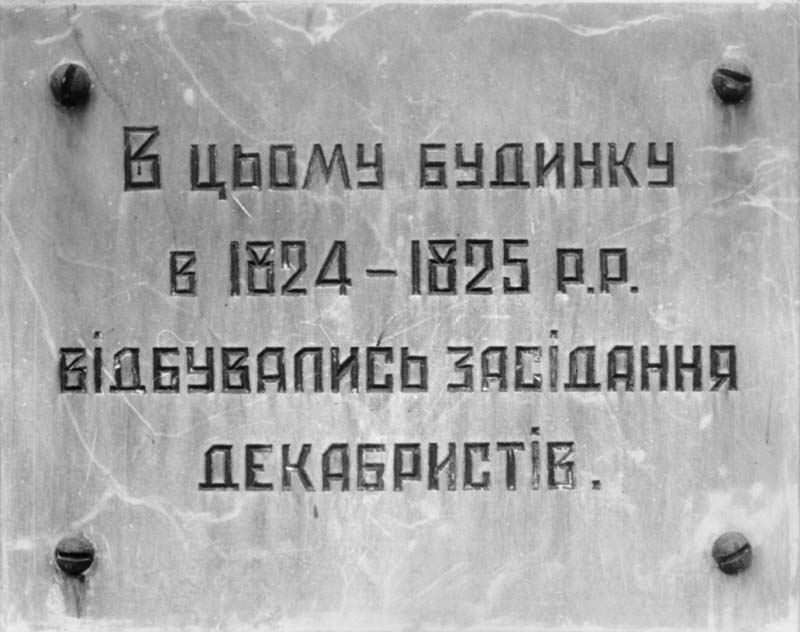 В цьому будинку
в 1824–1825 р.р.
відбувались засідання
декабристів.